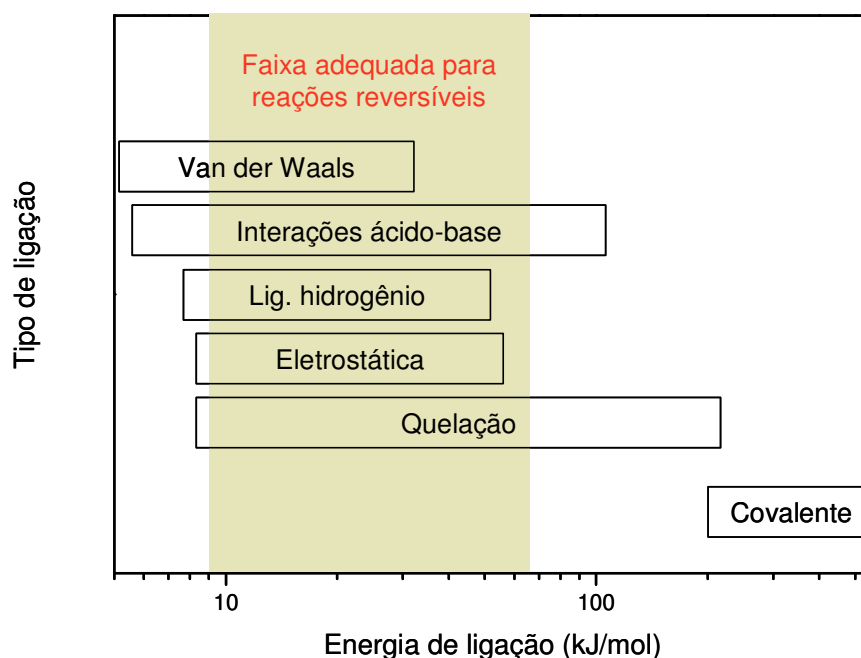 Faixa adequada para
reações reversíveis
Van der Waals
Interações ácido-base
Lig. hidrogênio
Eletrostática
Quelação
Covalente
Tipo de ligação
10
100
Energia de ligação (kJ/mol)